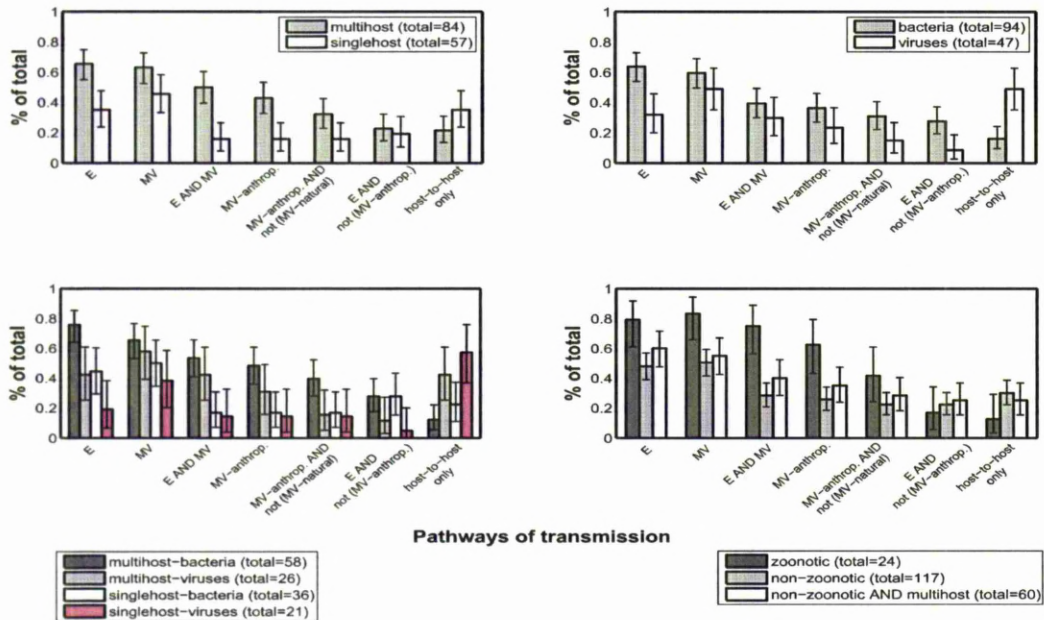 % of total
1
0.8
0.6
0.4
0.2
0
multihost (total=84)
singlehost (total=57)
E
MV
E AND MV
MV-anthrop.
MV-anthrop. AND
not (MV-natural)
E AND
not (MV-anthrop.)
host-to-host
only
% of total
1
0.8
0.6
0.4
0.2
0
bacteria (total=94)
viruses (total=47)
E
MV
E AND MV
MV-anthrop.
MV-anthrop. AND
not (MV-natural)
E AND
not (MV-anthrop.)
host-to-host
only
% of total
1
0.8
0.6
0.4
0.2
0
E
MV
E AND MV
MV-anthrop.
MV-anthrop. AND
not (MV-natural)
E AND
not (MV-anthrop.)
host-to-host
only
% of total
1
0.8
0.6
0.4
0.2
0
E
MV
E AND MV
MV-anthrop.
MV-anthrop. AND
not (MV-natural)
E AND
not (MV-anthrop.)
host-to-host
only
Pathways of transmission
multihost-bacteria (total=58)
multihost-viruses (total=26)
singlehost-bacteria (total=36)
singlehost-viruses (total=21)
zoonotic (total=24)
non-zoonotic (total=117)
non-zoonotic AND multihost (total=60)